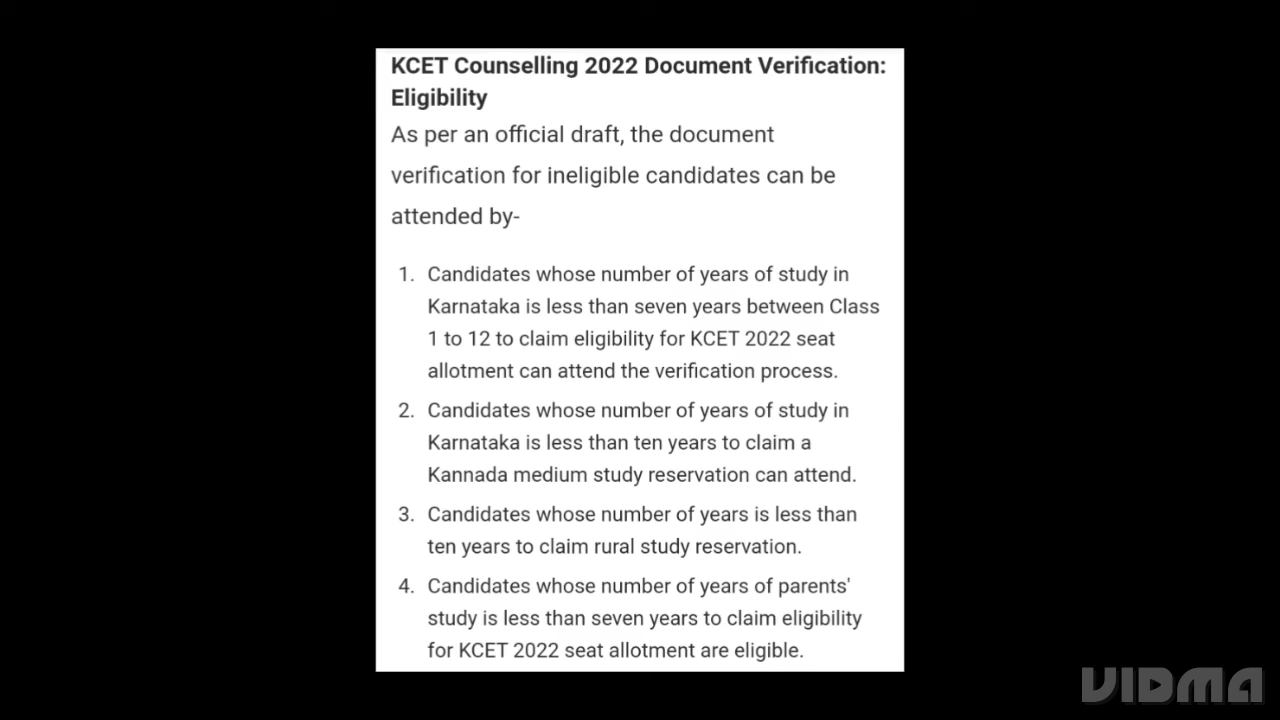 KCET Counselling 2022 Document Verification:
Eligibility
As per an official draft, the document
verification for ineligible candidates can be
attended by-
1. Candidates whose number of years of study in
Karnataka is less than seven years between Class
1 to 12 to claim eligibility for KCET 2022 seat
allotment can attend the verification process.
2. Candidates whose number of years of study in
Karnataka is less than ten years to claim a
Kannada medium study reservation can attend.
3. Candidates whose number of years is less than
ten years to claim rural study reservation.
4. Candidates whose number of years of parents'
study is less than seven years to claim eligibility
for KCET 2022 seat allotment are eligible.
VIDMA